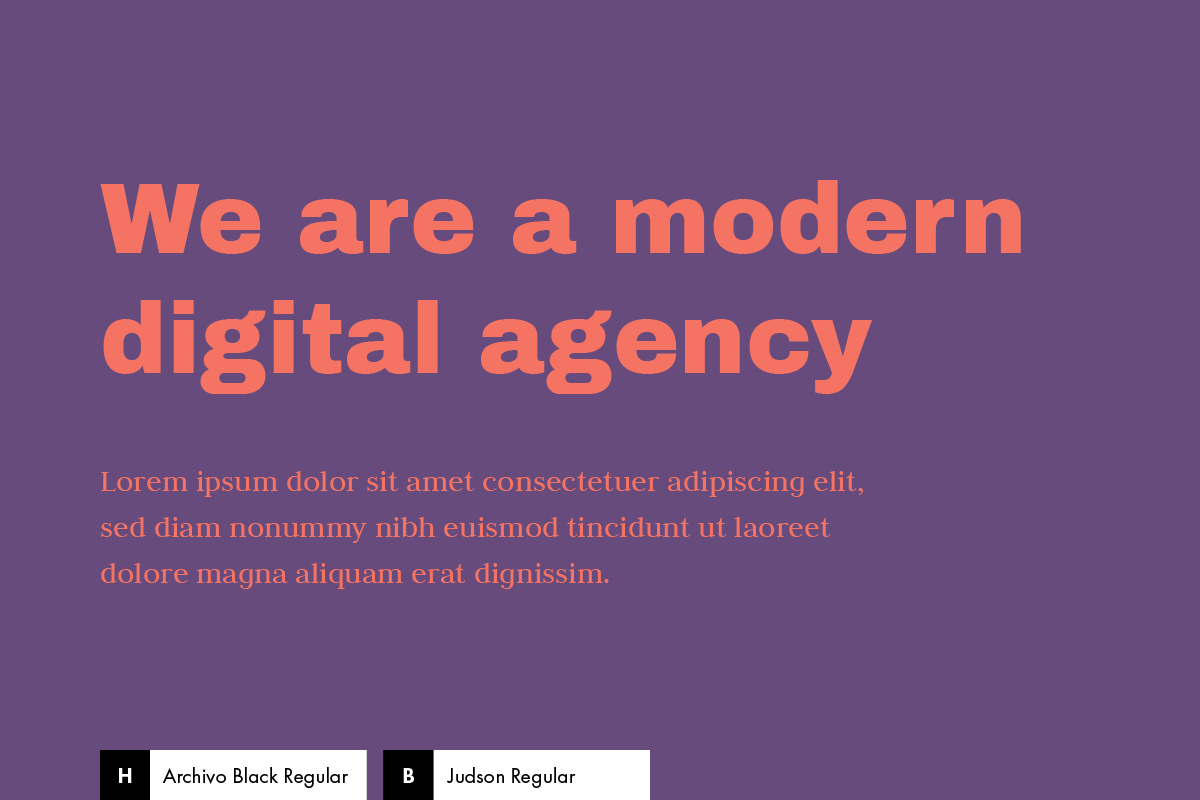 We are a modern
digital agency
Lorem ipsum dolor sit amet consectetuer adipiscing elit,
sed diam nonummy nibh euismod tincidunt ut laoreet
dolore magna aliquam erat dignissim.
H Archivo Black Regular B Judson Regular